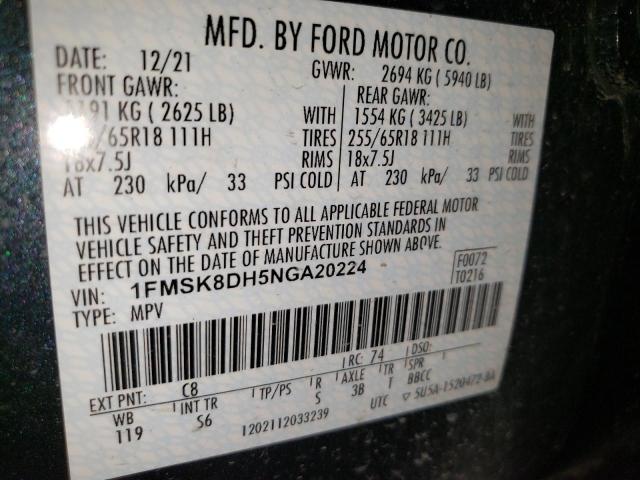 MFD. BY FORD MOTOR CO.
DATE: 12/21 GVWR: 2694 KG ( 5940 LB)
FRONT GAWR: REAR GAWR:
KG ( 2625 LB) WITH 1554 KG ( 3425 LB) WITH
/65R18 111H TIRES 255/65R18 111H TIRES
18x7.5J RIMS 18x7.5J RIMS
AT 230 kPa/ 33 PSI COLD AT 230 kPa/ 33 PSI COLD
THIS VEHICLE CONFORMS TO ALL APPLICABLE FEDERAL MOTOR
VEHICLE SAFETY AND THEFT PREVENTION STANDARDS IN
EFFECT ON THE DATE OF MANUFACTURE SHOWN ABOVE.
VIN: 1FMSK8DH5NGA20224 F0072
TYPE: MPV T0216
RC: 74 DSO:
EXT PNT: C8
WB INT TR TP/PS R AXLE TR SPR
119 S6 S 3B T BBCC
1202112033239 UTC ▽ 5U5A-1520472-BA